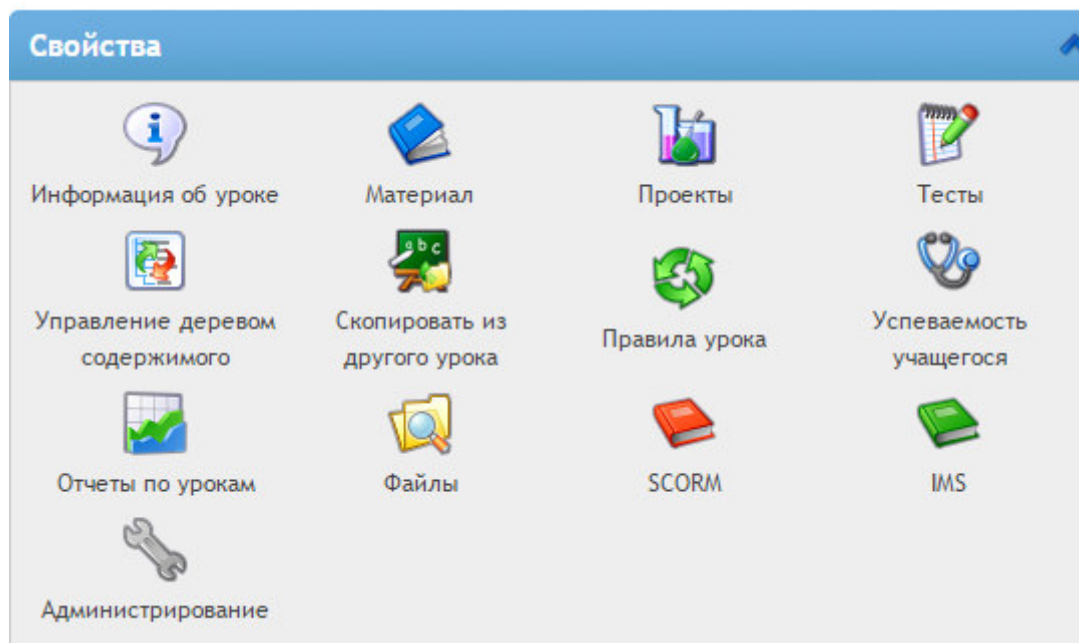 Свойства
Информация об уроке
Материал
Проекты
Тесты
Управление деревом
содержимого
Скопировать из
другого урока
Правила урока
Успеваемость
учащегося
Отчеты по урокам
Файлы
SCORM
IMS
Администрирование